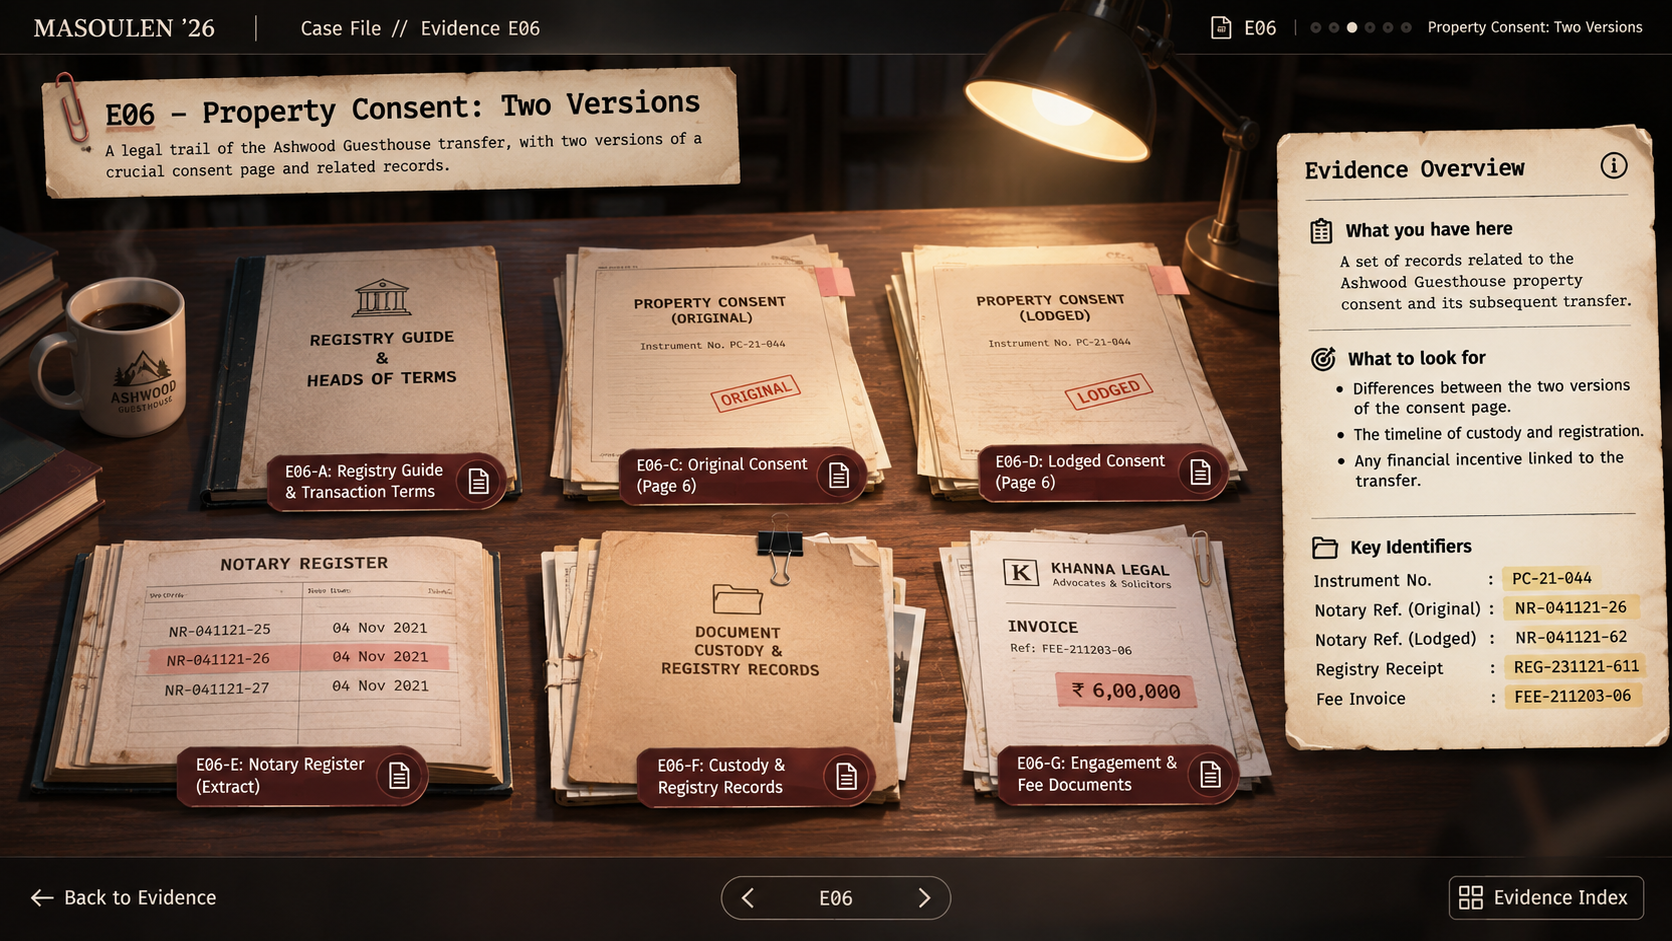 MASOULEN ’26
Case File // Evidence E06
E06
Property Consent: Two Versions
E06 – Property Consent: Two Versions
A legal trail of the Ashwood Guesthouse transfer, with two versions of a
crucial consent page and related records.
ASHWOOD
GUESTHOUSE
REGISTRY GUIDE
&
HEADS OF TERMS
E06-A: Registry Guide
& Transaction Terms
PROPERTY CONSENT
(ORIGINAL)
Instrument No. PC-21-044
ORIGINAL
E06-C: Original Consent
(Page 6)
PROPERTY CONSENT
(LODGED)
Instrument No. PC-21-044
LODGED
E06-D: Lodged Consent
(Page 6)
NOTARY REGISTER
NR-041121-25 04 Nov 2021
NR-041121-26 04 Nov 2021
NR-041121-27 04 Nov 2021
E06-E: Notary Register
(Extract)
DOCUMENT
CUSTODY &
REGISTRY RECORDS
E06-F: Custody &
Registry Records
K
KHANNA LEGAL
Advocates & Solicitors
INVOICE
Ref: FEE-211203-06
₹ 6,00,000
E06-G: Engagement &
Fee Documents
Evidence Overview
What you have here
A set of records related to the
Ashwood Guesthouse property
consent and its subsequent transfer.
What to look for
• Differences between the two versions
of the consent page.
• The timeline of custody and registration.
• Any financial incentive linked to the
transfer.
Key Identifiers
Instrument No. : PC-21-044
Notary Ref. (Original) : NR-041121-26
Notary Ref. (Lodged) : NR-041121-62
Registry Receipt : REG-231121-611
Fee Invoice : FEE-211203-06
Back to Evidence
E06
Evidence Index